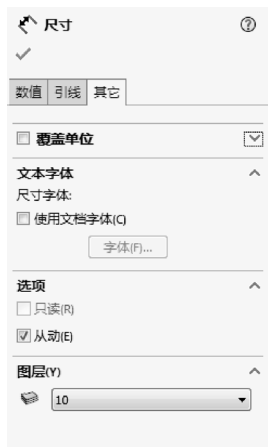 尺寸
数值 引线 其它
覆盖单位
文本字体
尺寸字体:
使用文档字体(C)
字体(F)...
选项
只读(R)
从动(E)
图层(Y)
10